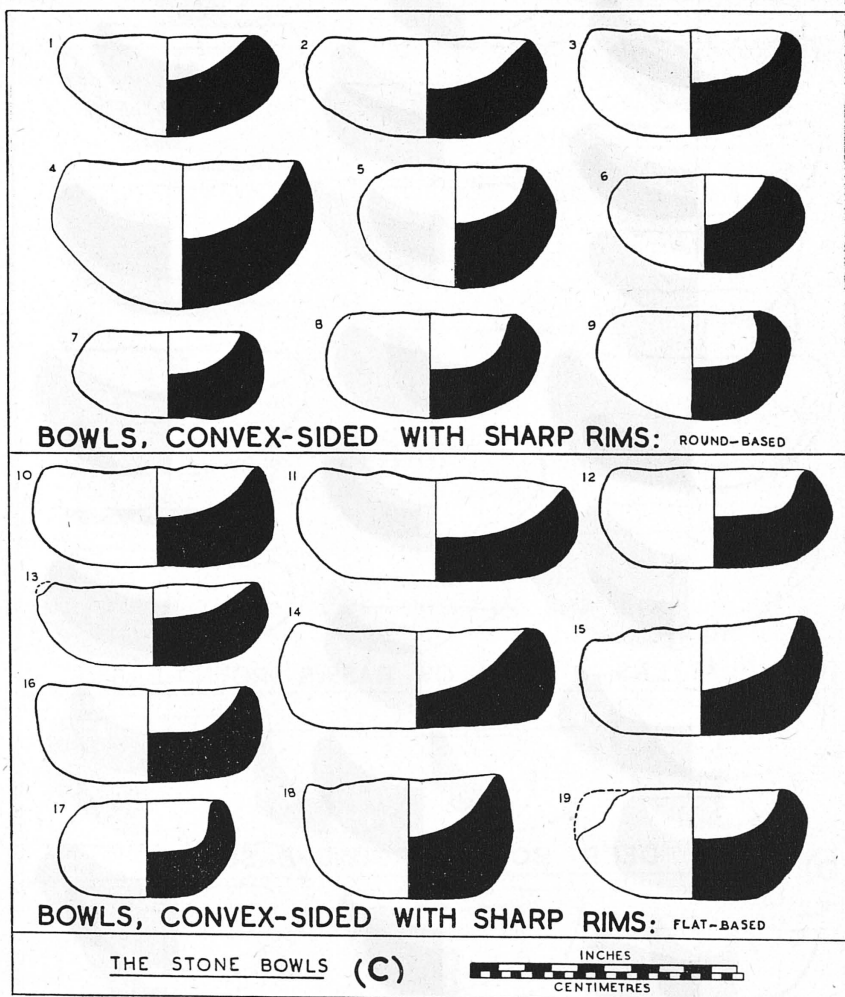 1 2 3
4 5 6
7 8 9
BOWLS, CONVEX-SIDED WITH SHARP RIMS: ROUND-BASED
10 11 12
13 14 15
16
17 18 19
BOWLS, CONVEX-SIDED WITH SHARP RIMS: FLAT-BASED
THE STONE BOWLS (C)
INCHES
CENTIMETRES